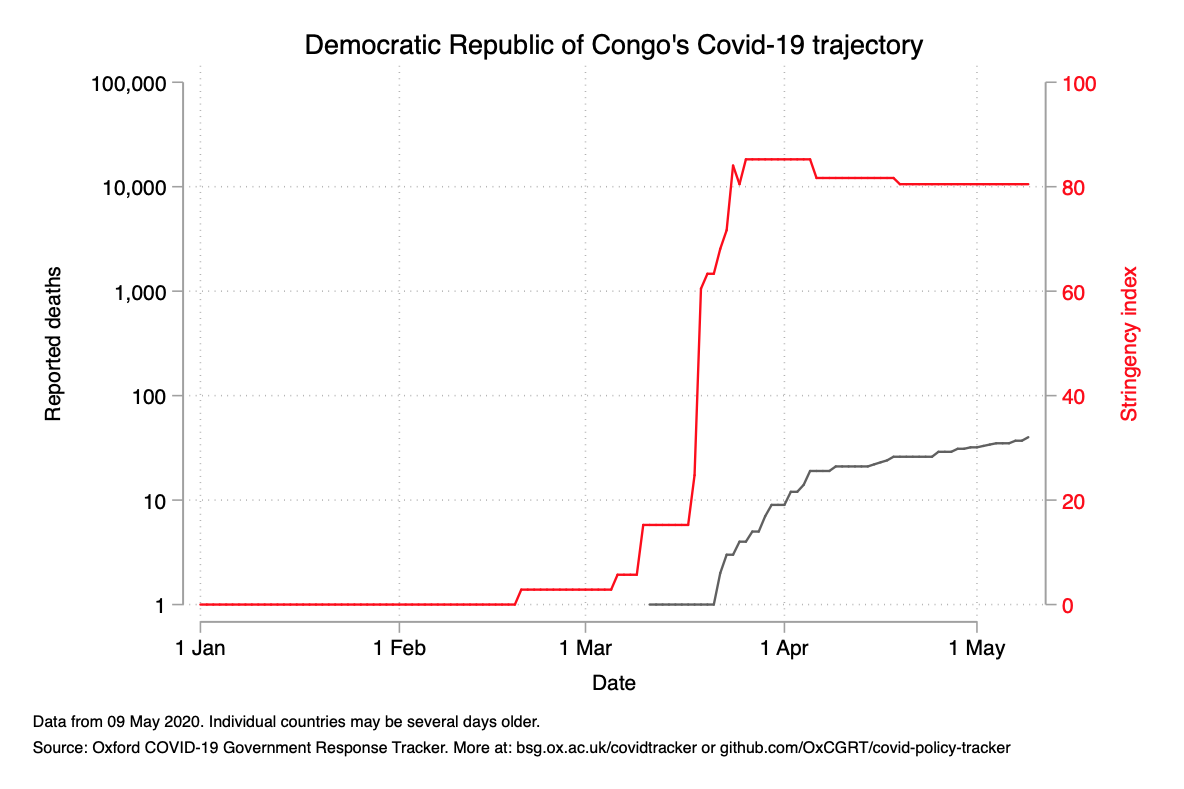 Democratic Republic of Congo's Covid-19 trajectory
100,000
10,000
1,000
100
10
1
Reported deaths
100
80
60
40
20
0
Stringency index
1 Jan
1 Feb
1 Mar
1 Apr
1 May
Date
Data from 09 May 2020. Individual countries may be several days older.
Source: Oxford COVID-19 Government Response Tracker. More at: bsg.ox.ac.uk/covidtracker or github.com/OxCGRT/covid-policy-tracker